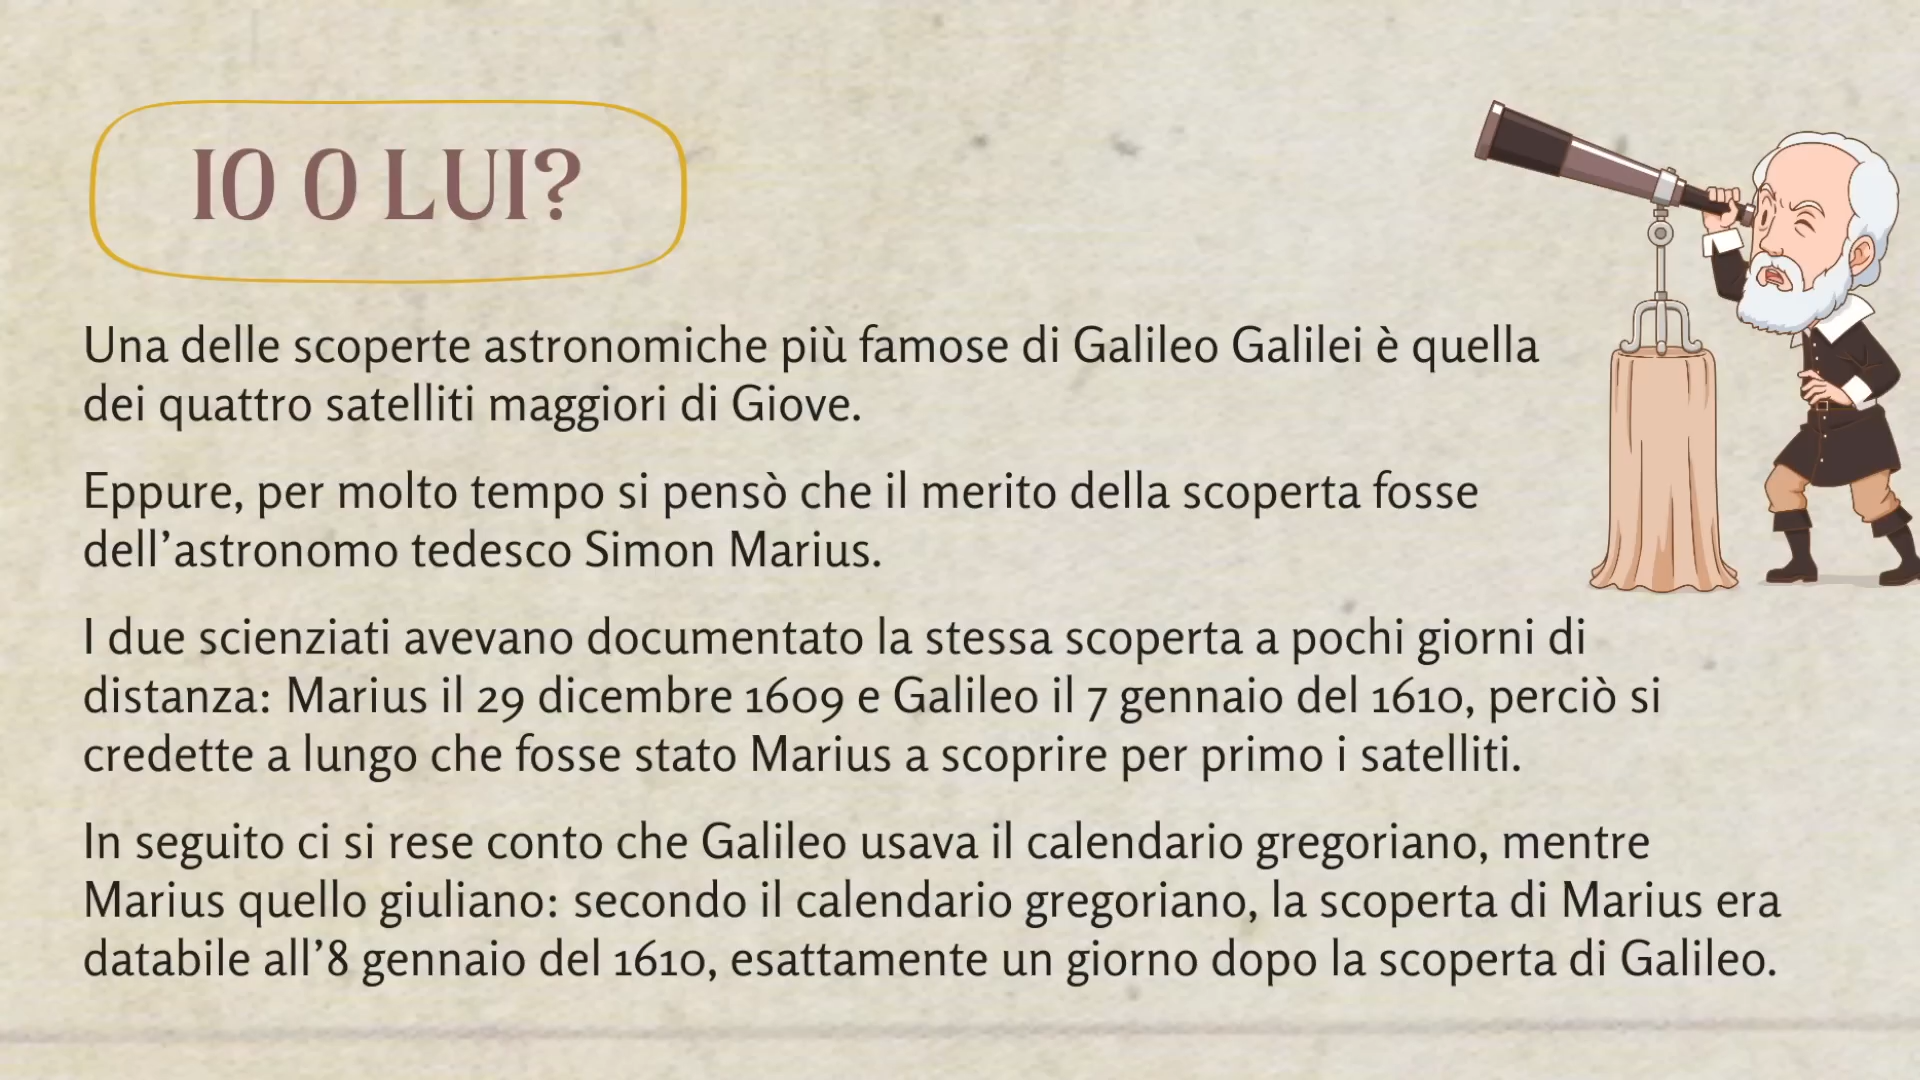 IO O LUI?
Una delle scoperte astronomiche più famose di Galileo Galilei è quella
dei quattro satelliti maggiori di Giove.
Eppure, per molto tempo si pensò che il merito della scoperta fosse
dell’astronomo tedesco Simon Marius.
I due scienziati avevano documentato la stessa scoperta a pochi giorni di
distanza: Marius il 29 dicembre 1609 e Galileo il 7 gennaio del 1610, perciò si
credette a lungo che fosse stato Marius a scoprire per primo i satelliti.
In seguito ci si rese conto che Galileo usava il calendario gregoriano, mentre
Marius quello giuliano: secondo il calendario gregoriano, la scoperta di Marius era
databile all’8 gennaio del 1610, esattamente un giorno dopo la scoperta di Galileo.